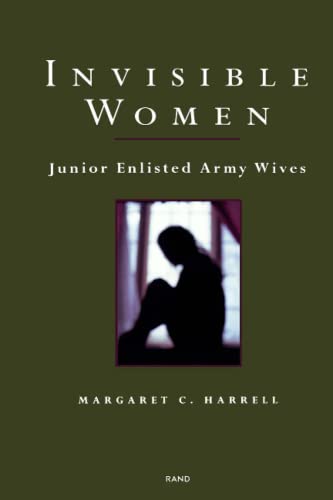 INVISIBLE
WOMEN
Junior Enlisted Army Wives
MARGARET C. HARRELL
RAND